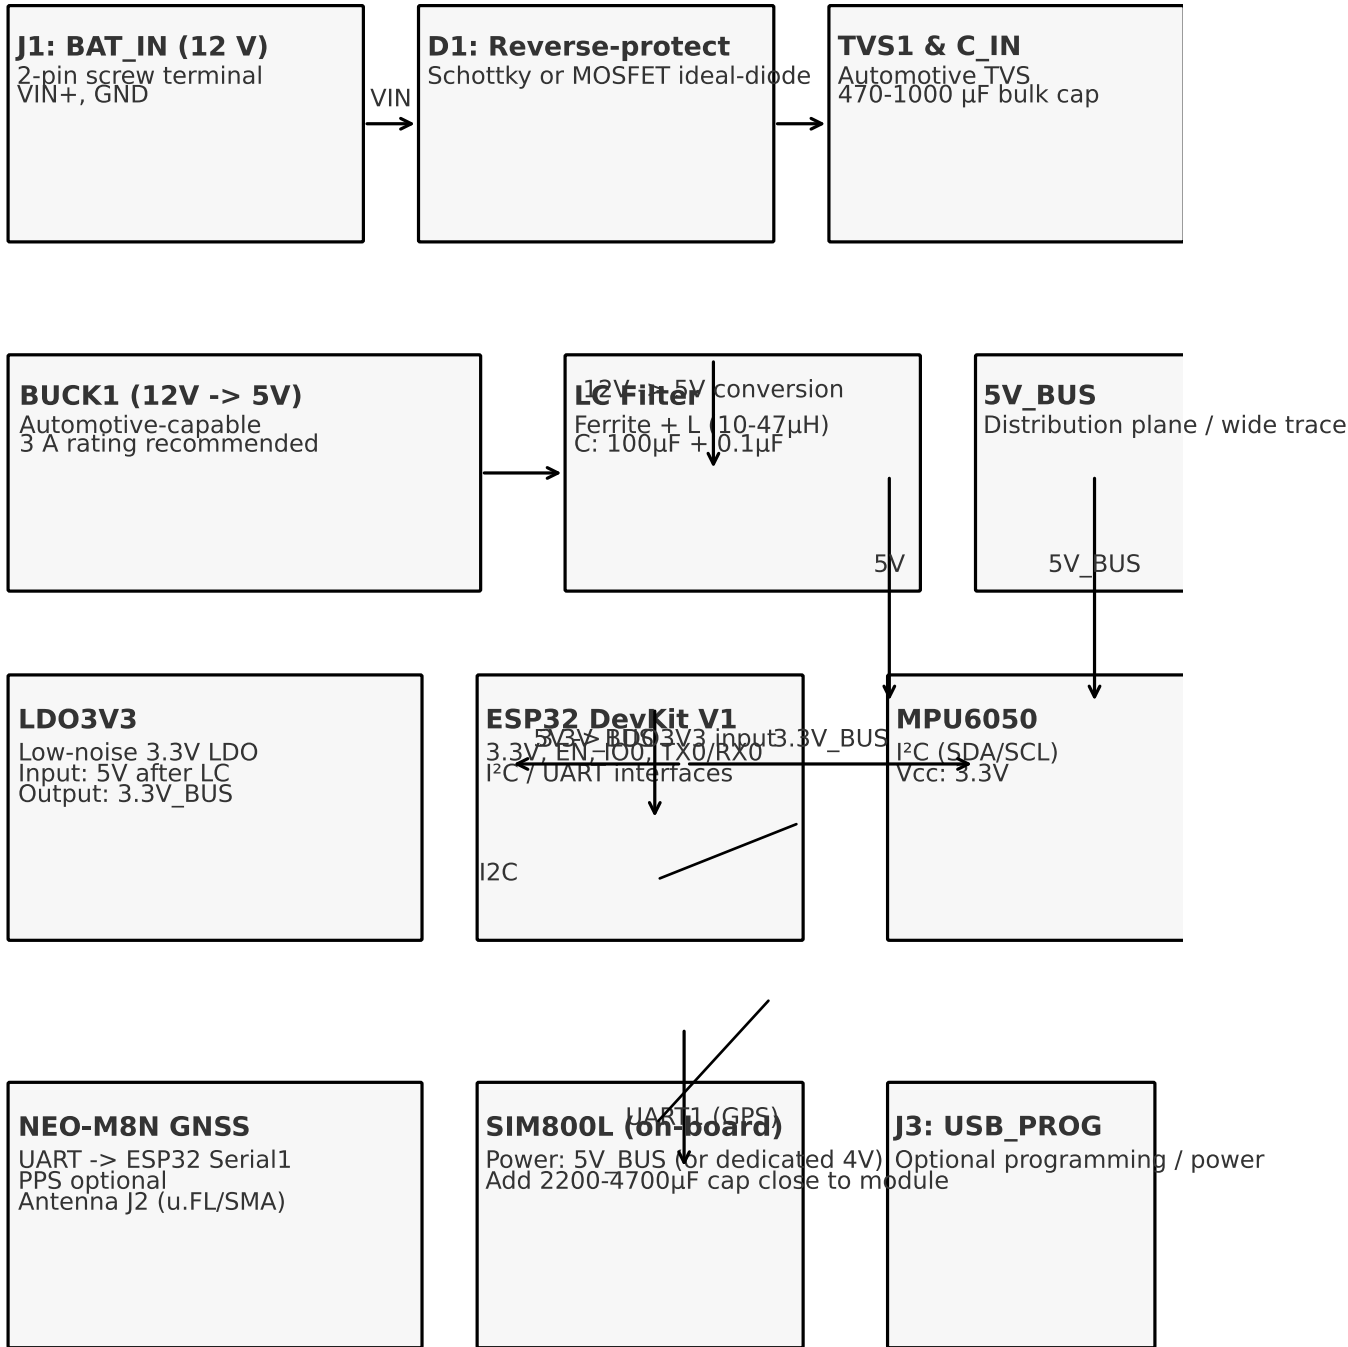 J1: BAT_IN (12 V)
2-pin screw terminal
VIN+, GND
VIN
D1: Reverse-protect
Schottky or MOSFET ideal-diode
TVS1 & C_IN
Automotive TVS
470-1000 µF bulk cap
BUCK1 (12V -> 5V)
Automotive-capable
3 A rating recommended
12V -> 5V conversion
LC Filter
Ferrite + L (10-47µH)
C: 100µF + 0.1µF
5V
5V_BUS
Distribution plane / wide trace
5V_BUS
LDO3V3
Low-noise 3.3V LDO
Input: 5V after LC
Output: 3.3V_BUS
ESP32 DevKit V1
5V -> LDO3V3 input
3.3V_BUS
3.3V, EN, IO0, TX0/RX0
I²C / UART interfaces
I2C
MPU6050
I²C (SDA/SCL)
Vcc: 3.3V
NEO-M8N GNSS
UART -> ESP32 Serial1
PPS optional
Antenna J2 (u.FL/SMA)
UART1 (GPS)
SIM800L (on-board)
Power: 5V_BUS (or dedicated 4V)
Add 2200-4700µF cap close to module
J3: USB_PROG
Optional programming / power